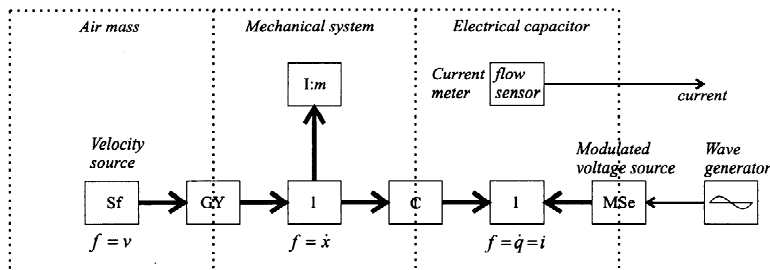 Air mass
Mechanical system
Electrical capacitor
I:m
Current
meter
flow
sensor
current
Velocity
source
Modulated
voltage source
Wave
generator
Sf
GY
1
ℂ
1
MSe
f = v
f = ẋ
f = q̇ = i